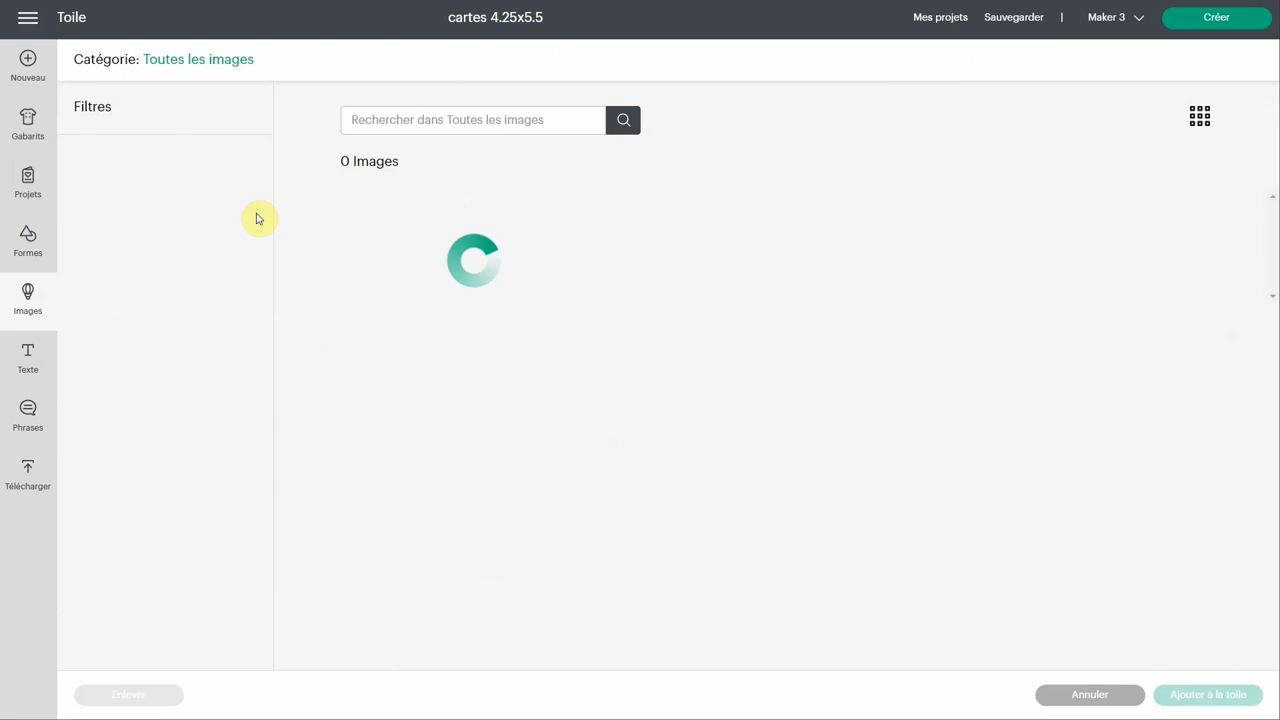 Toile
cartes 4.25x5.5
Mes projets
Sauvegarder
|
Maker 3
Créer
Catégorie: Toutes les images
Nouveau
Gabarits
Projets
Formes
Images
Texte
Phrases
Télécharger
Filtres
Rechercher dans Toutes les images
0 Images
Enlever
Annuler
Ajouter à la toile